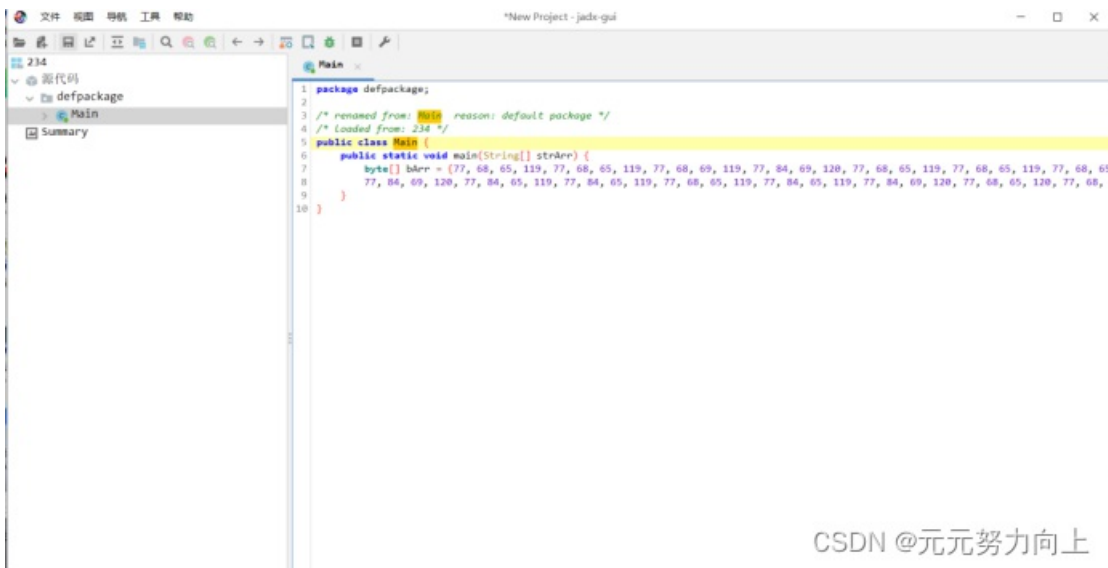 文件 视图 导航 工具 帮助
*New Project - jadx-gui
234
源代码
defpackage
Main
Summary
Main
1 package defpackage;
2
3 /* renamed from: Main reason: default package */
4 /* loaded from: 234 */
5 public class Main {
6 public static void main(String[] strArr) {
7 byte[] bArr = {77, 68, 65, 119, 77, 68, 65, 119, 77, 68, 69, 119, 77, 84, 69, 120, 77, 68, 65, 119, 77, 68, 65, 119, 77, 68, 65
8 77, 84, 69, 120, 77, 84, 65, 119, 77, 84, 65, 119, 77, 68, 65, 119, 77, 84, 65, 119, 77, 84, 69, 120, 77, 68, 65, 120, 77, 68,
9 }
10 }
CSDN @元元努力向上